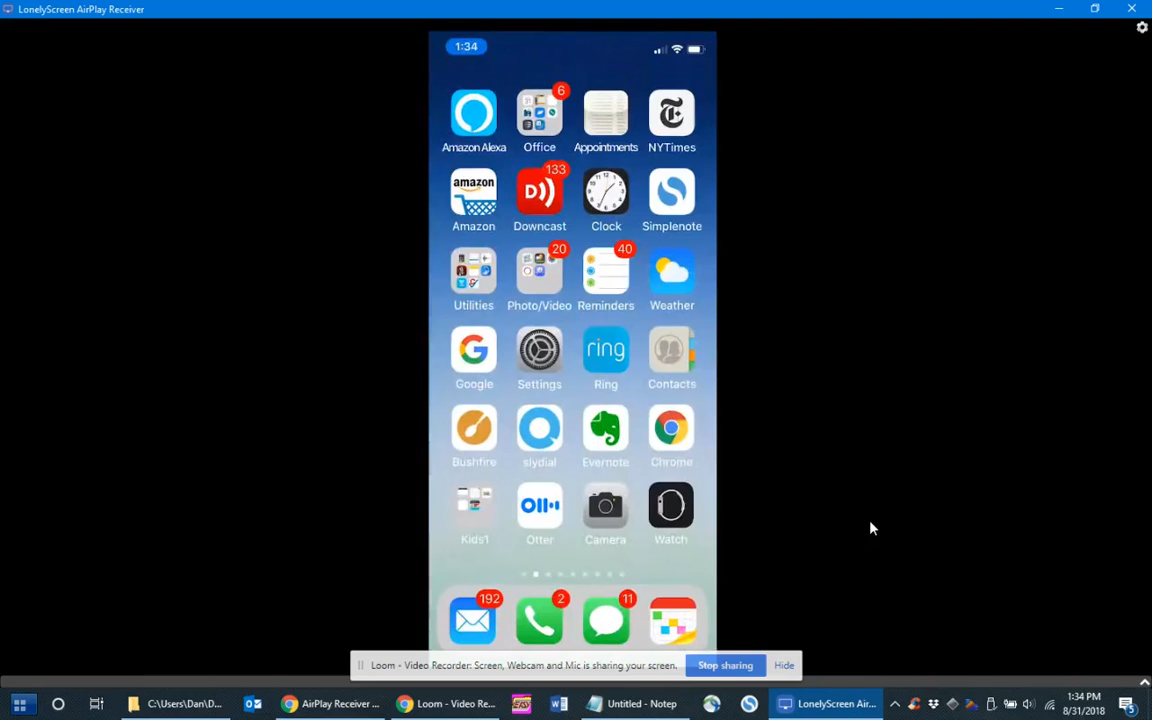 LonelyScreen AirPlay Receiver
1:34
6
Amazon Alexa Office Appointments NYTimes
133
amazon
Amazon Downcast Clock Simplenote
20 40
Utilities Photo/Video Reminders Weather
ring
Google Settings Ring Contacts
Bushfire slydial Evernote Chrome
Kids1 Otter Camera Watch
192 2 11
Loom - Video Recorder: Screen, Webcam and Mic is sharing your screen. Stop sharing Hide
C:\Users\Dan\D... AirPlay Receiver ... Loom - Video Re... EASY Untitled - Notep LonelyScreen Air... 1:34 PM
8/31/2018 5